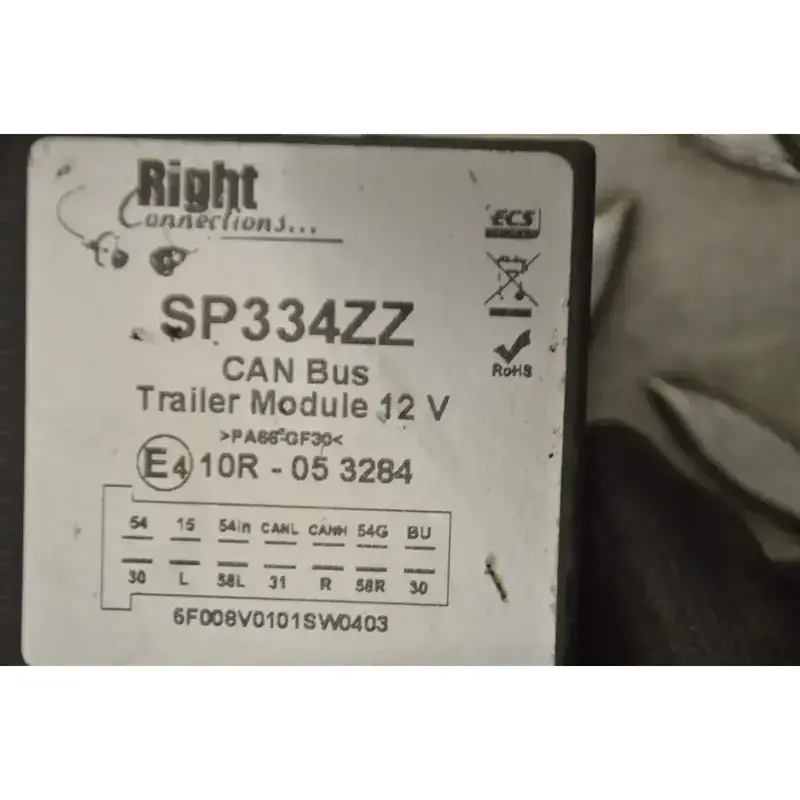 Right
Connections...
ECS
SP334ZZ
RoHS
CAN Bus
Trailer Module 12 V
>PA66-GF30<
E4 10R - 05 3284
54 15 54in CANL CANH 54G BU
30 L 58L 31 R 58R 30
6F008V0101SW0403